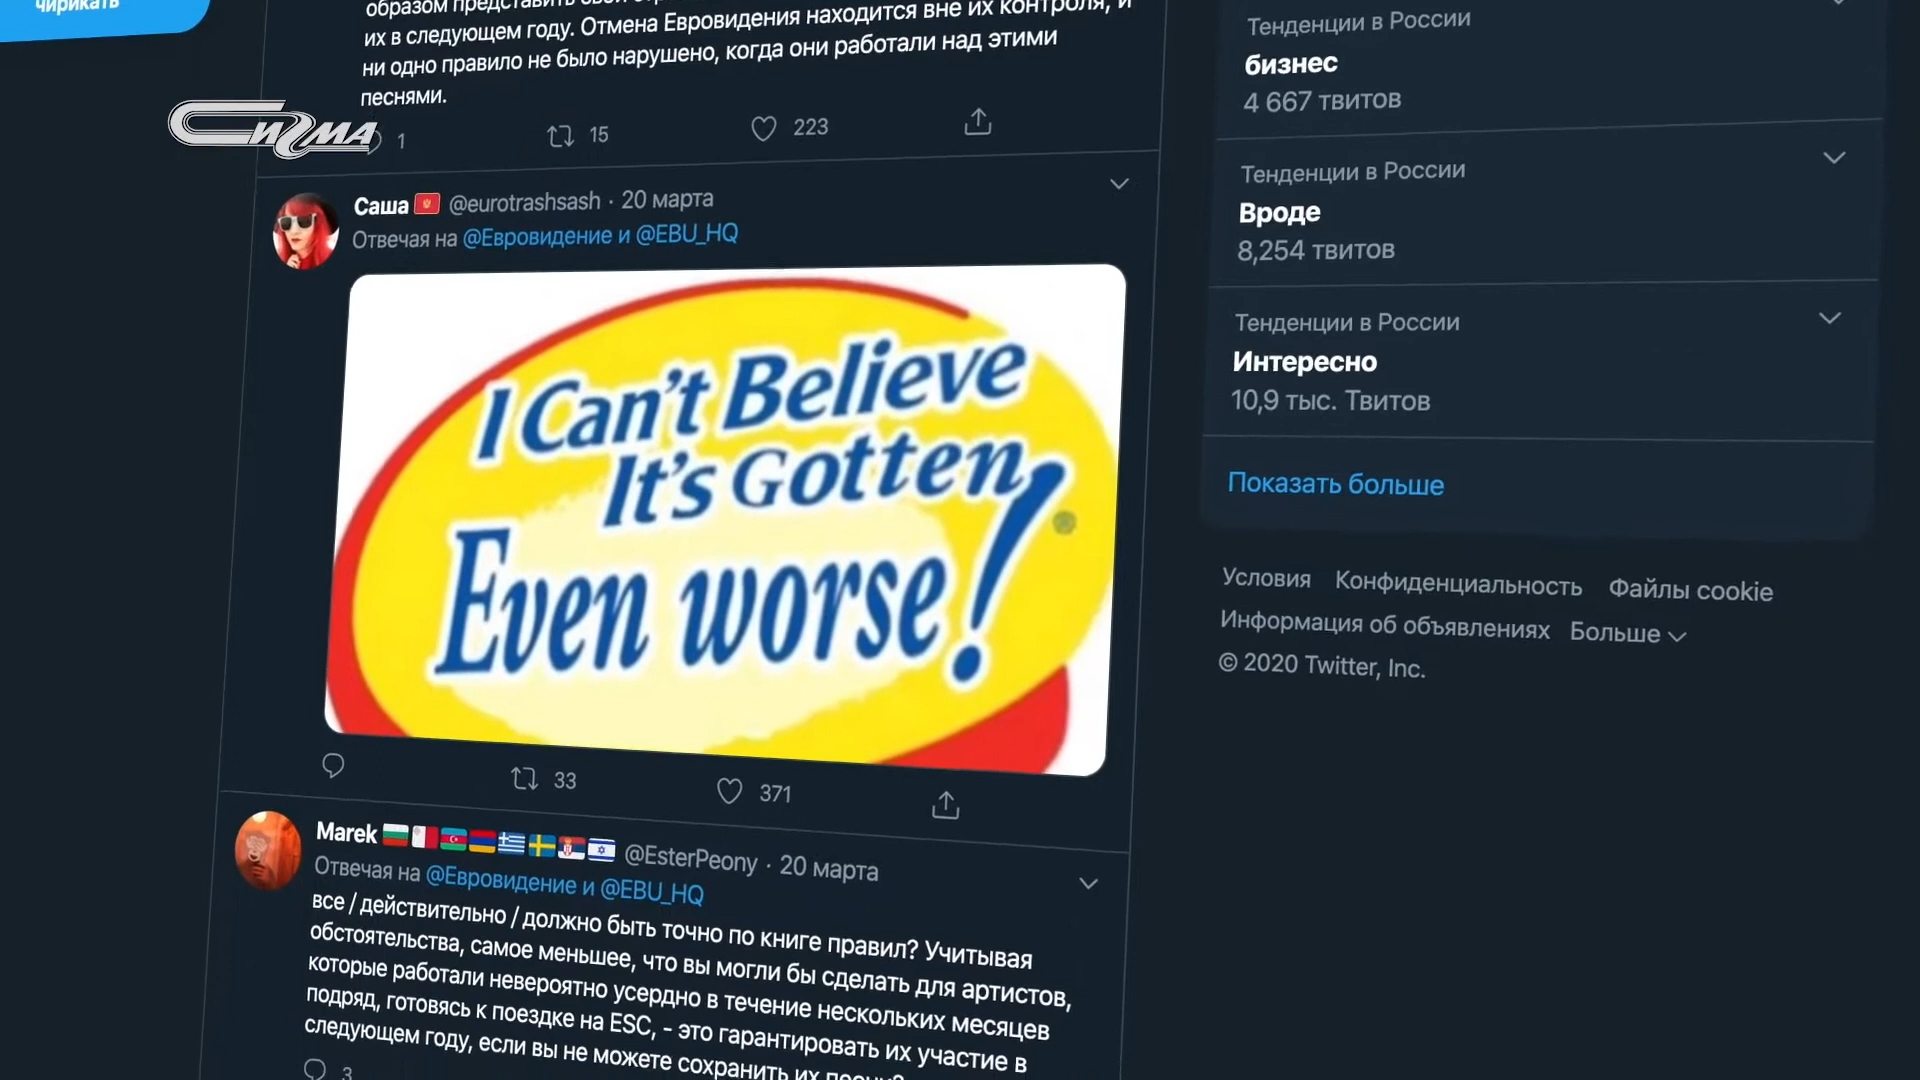 чирикать
образом представить свои
их в следующем году. Отмена Евровидения находится вне их контроля, и
ни одно правило не было нарушено, когда они работали над этими
песнями.
СИГМА
1 15 223
Саша @eurotrashsash · 20 марта
Отвечая на @Евровидение и @EBU_HQ
I Can't Believe
It's Gotten
Even worse!
®
33 371
Marek @EsterPeony · 20 марта
Отвечая на @Евровидение и @EBU_HQ
все / действительно / должно быть точно по книге правил? Учитывая
обстоятельства, самое меньшее, что вы могли бы сделать для артистов,
которые работали невероятно усердно в течение нескольких месяцев
подряд, готовясь к поездке на ESC, - это гарантировать их участие в
следующем году, если вы не можете сохранить их
3
Тенденции в России
бизнес
4 667 твитов
Тенденции в России
Вроде
8,254 твитов
Тенденции в России
Интересно
10,9 тыс. Твитов
Показать больше
Условия Конфиденциальность Файлы cookie
Информация об объявлениях Больше
© 2020 Twitter, Inc.